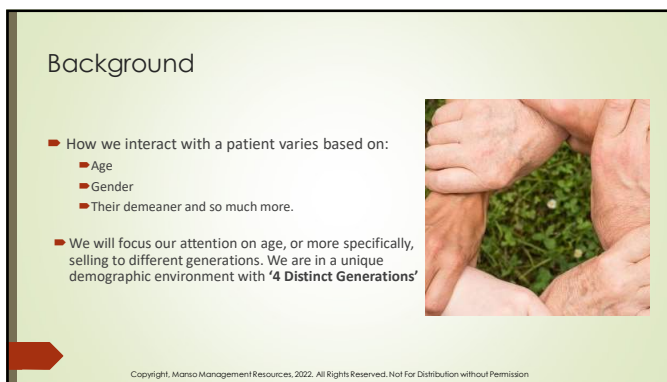 Background
How we interact with a patient varies based on:
Age
Gender
Their demeaner and so much more.
We will focus our attention on age, or more specifically,
selling to different generations. We are in a unique
demographic environment with ‘4 Distinct Generations’
Copyright, Manso Management Resources, 2022. All Rights Reserved. Not For Distribution without Permission